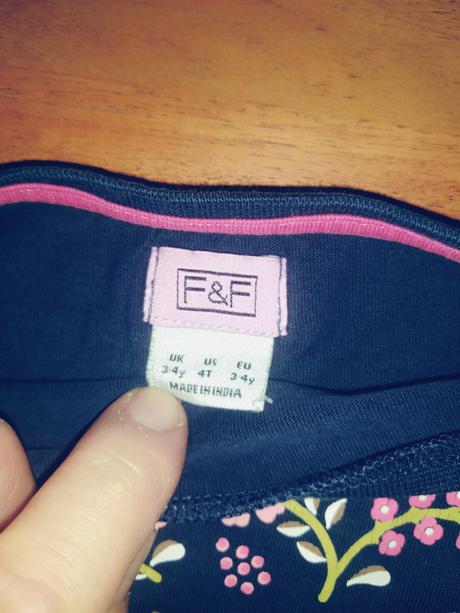 F&F
UK US EU
3-4y 4T 3-4y
MADE IN INDIA